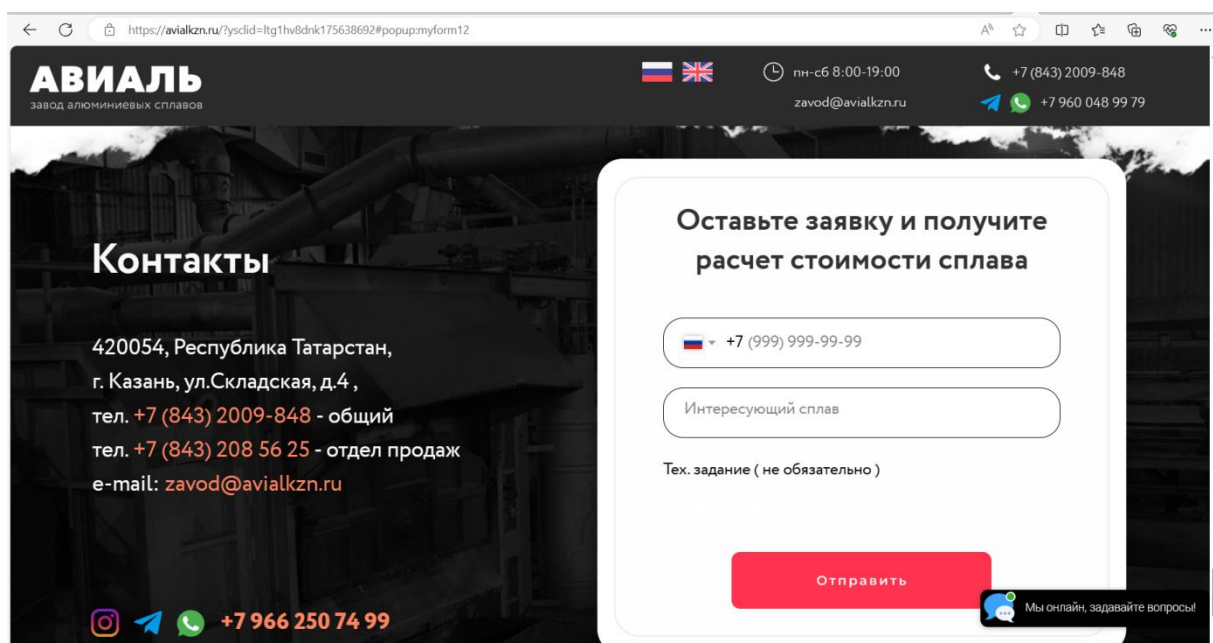 https://avialkzn.ru/?ysclid=ltg1hv8dnk175638692#popup:myform12
АВИАЛЬ
завод алюминиевых сплавов
пн-сб 8:00-19:00
zavod@avialkzn.ru
+7 (843) 2009-848
+7 960 048 99 79
Контакты
420054, Республика Татарстан,
г. Казань, ул.Складская, д.4 ,
тел. +7 (843) 2009-848 - общий
тел. +7 (843) 208 56 25 - отдел продаж
e-mail: zavod@avialkzn.ru
+7 966 250 74 99
Оставьте заявку и получите
расчет стоимости сплава
+7 (999) 999-99-99
Интересующий сплав
Тех. задание ( не обязательно )
Отправить
Мы онлайн, задавайте вопросы!